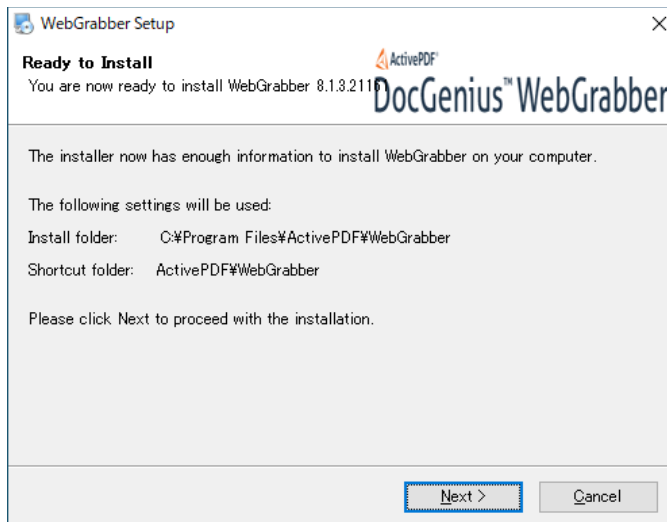 WebGrabber Setup
Ready to Install
You are now ready to install WebGrabber 8.1.3.21161
ActivePDF®
DocGenius™ WebGrabber
The installer now has enough information to install WebGrabber on your computer.
The following settings will be used:
Install folder: C:¥Program Files¥ActivePDF¥WebGrabber
Shortcut folder: ActivePDF¥WebGrabber
Please click Next to proceed with the installation.
Next >
Cancel